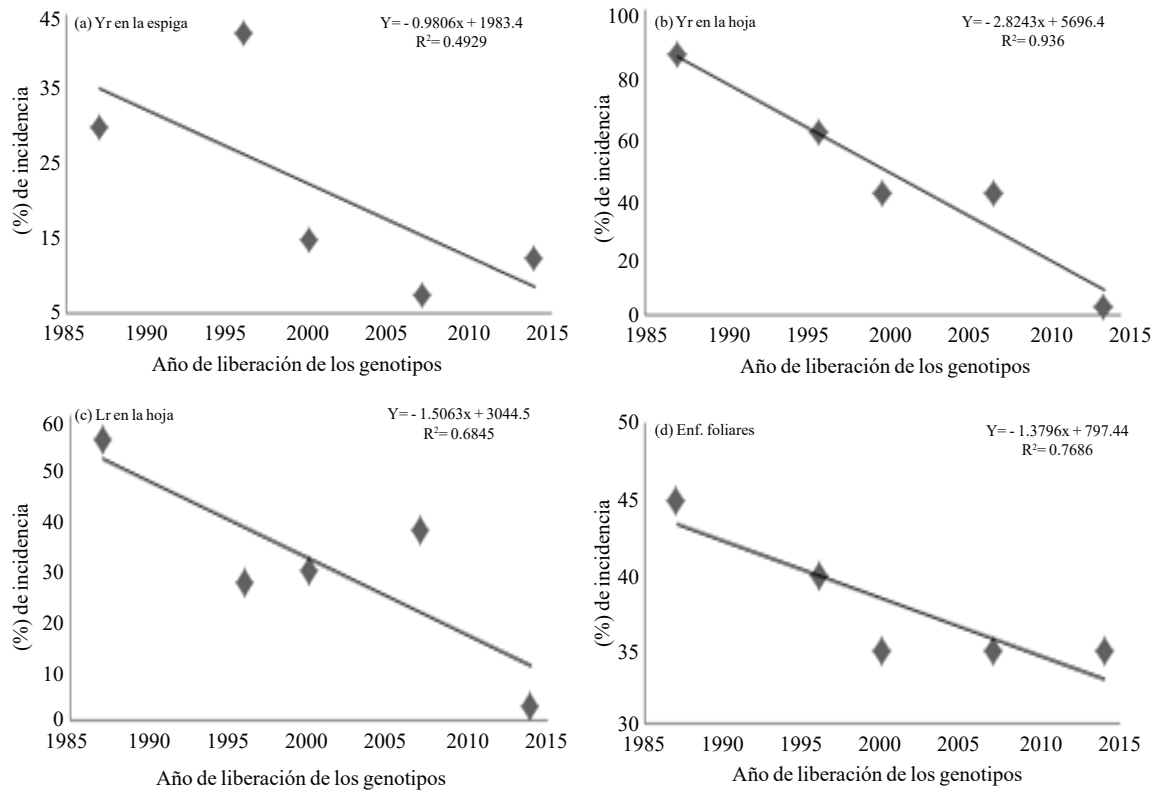 (a) Yr en la espiga
Y= - 0.9806x + 1983.4
R²= 0.4929
(%) de incidencia
45
35
25
15
5
1985 1990 1995 2000 2005 2010 2015
Año de liberación de los genotipos
(b) Yr en la hoja
Y= - 2.8243x + 5696.4
R²= 0.936
(%) de incidencia
100
80
60
40
20
0
1985 1990 1995 2000 2005 2010 2015
Año de liberación de los genotipos
(c) Lr en la hoja
Y= - 1.5063x + 3044.5
R²= 0.6845
(%) de incidencia
60
50
40
30
20
10
0
1985 1990 1995 2000 2005 2010 2015
Año de liberación de los genotipos
(d) Enf. foliares
Y= - 1.3796x + 797.44
R²= 0.7686
(%) de incidencia
50
45
40
35
30
1985 1990 1995 2000 2005 2010 2015
Año de liberación de los genotipos